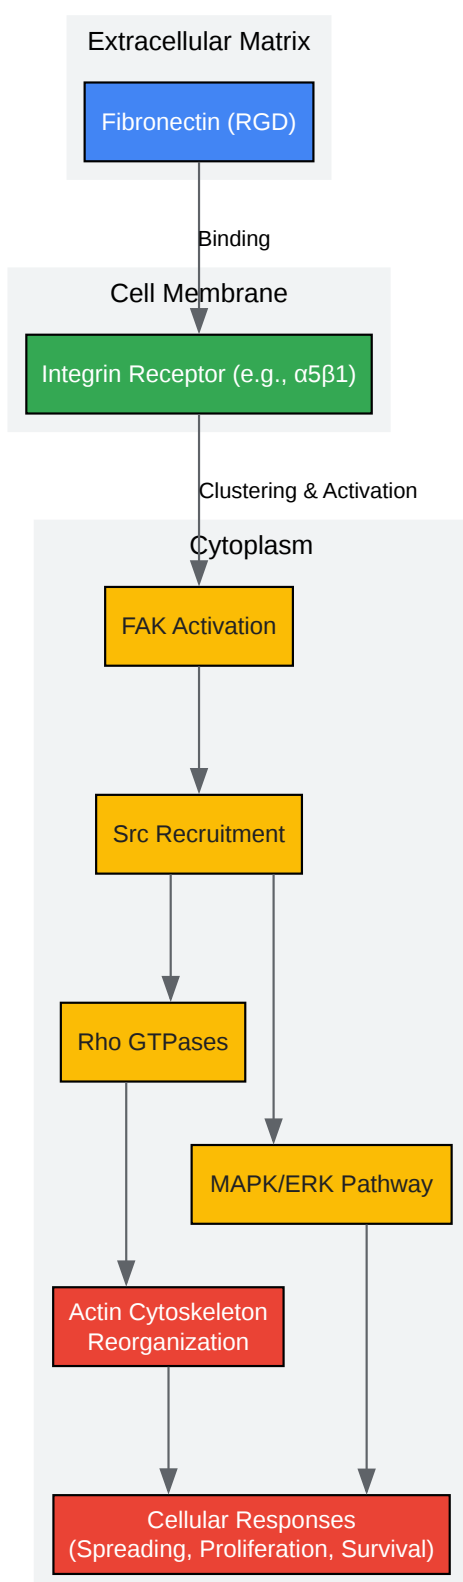 Extracellular Matrix
Fibronectin (RGD)
Binding
Cell Membrane
Integrin Receptor (e.g., α5β1)
Clustering & Activation
Cytoplasm
FAK Activation
Src Recruitment
Rho GTPases
MAPK/ERK Pathway
Actin Cytoskeleton
Reorganization
Cellular Responses
(Spreading, Proliferation, Survival)